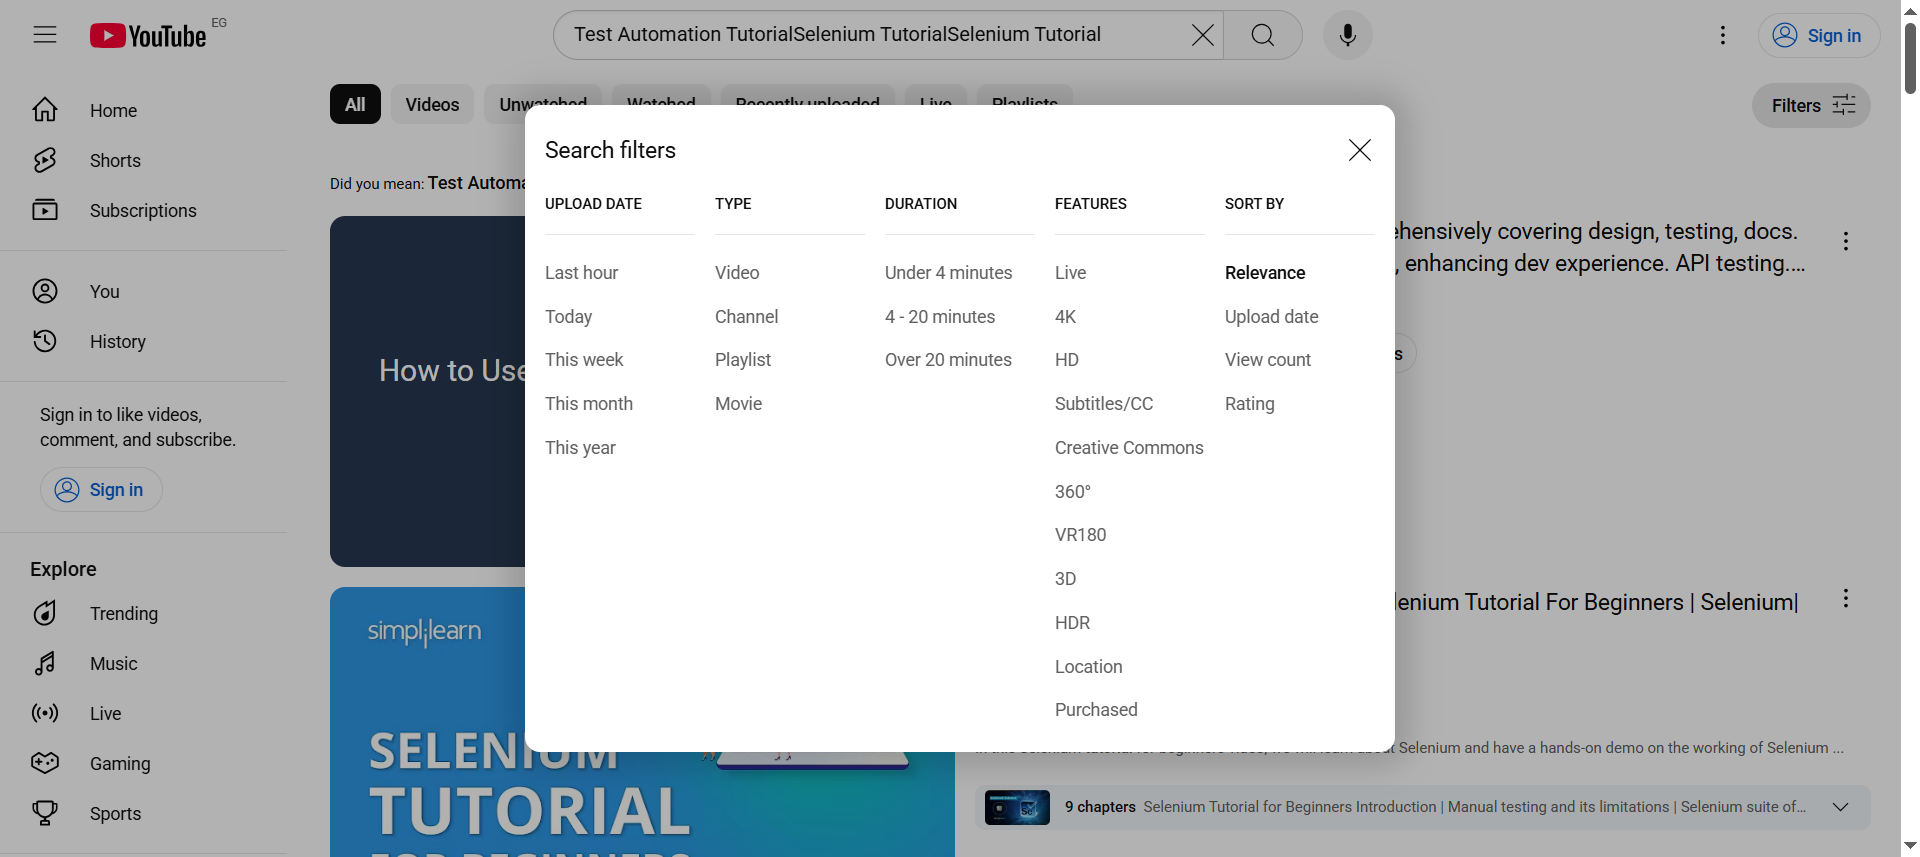 YouTube EG
Test Automation TutorialSelenium TutorialSelenium Tutorial
Sign in
Home
Shorts
Subscriptions
You
History
Sign in to like videos,
comment, and subscribe.
Sign in
Explore
Trending
Music
Live
Gaming
Sports
All
Videos
Unwatched
Watched
Recently uploaded
Live
Playlists
Filters
Did you mean: Test Automa
How to Use
simplilearn
SELENIUM
TUTORIAL
FOR BEGINNERS
Search filters
UPLOAD DATE
Last hour
Today
This week
This month
This year
TYPE
Video
Channel
Playlist
Movie
DURATION
Under 4 minutes
4 - 20 minutes
Over 20 minutes
FEATURES
Live
4K
HD
Subtitles/CC
Creative Commons
360°
VR180
3D
HDR
Location
Purchased
SORT BY
Relevance
Upload date
View count
Rating
hensively covering design, testing, docs.
, enhancing dev experience. API testing....
s
lenium Tutorial For Beginners | Selenium|
Selenium and have a hands-on demo on the working of Selenium ...
9 chapters Selenium Tutorial for Beginners Introduction | Manual testing and its limitations | Selenium suite of...